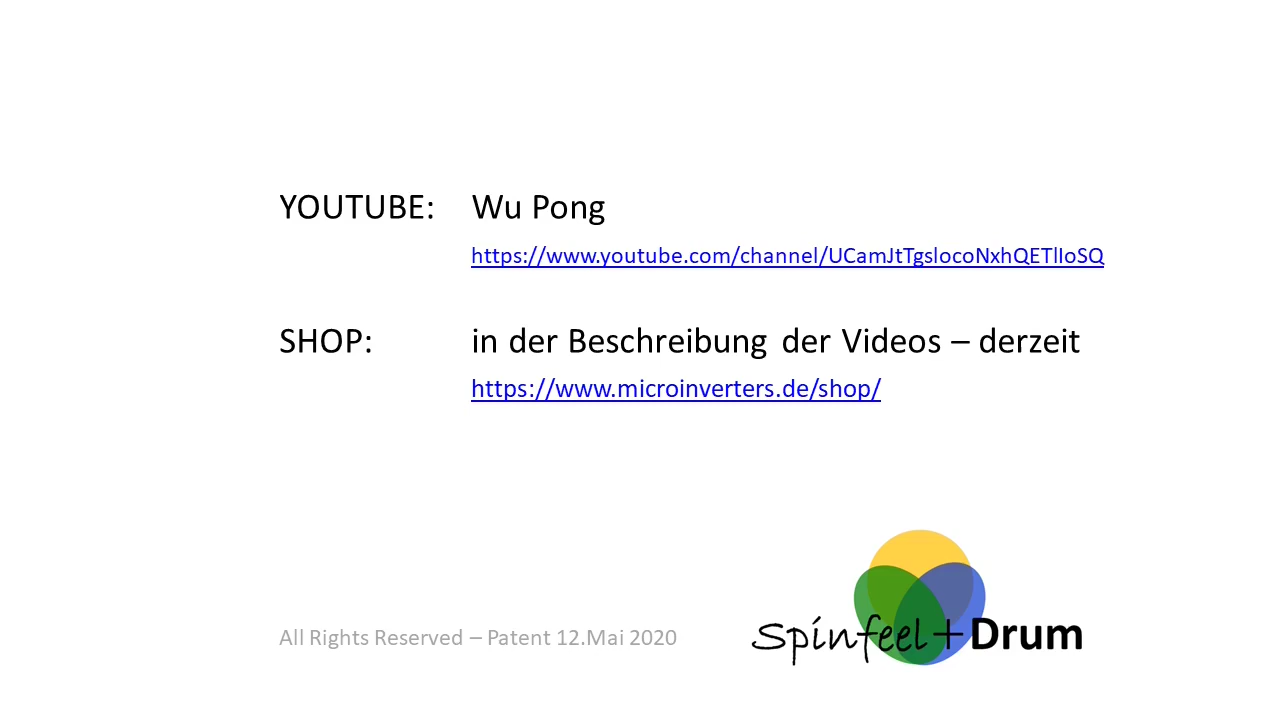 YOUTUBE: Wu Pong
https://www.youtube.com/channel/UCamJtTgslocoNxhQETlIoSQ
SHOP: in der Beschreibung der Videos – derzeit
https://www.microinverters.de/shop/
Spinfeel+Drum
All Rights Reserved – Patent 12.Mai 2020